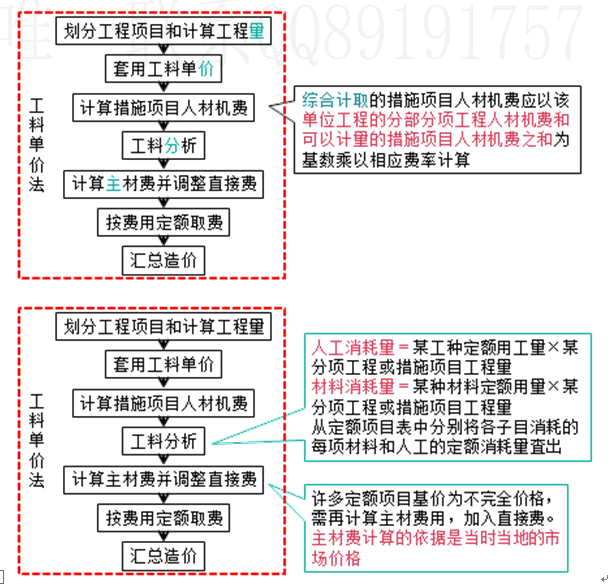 唯一联系QQ89191757
划分工程项目和计算工程量
套用工料单价
计算措施项目人材机费
工料分析
计算主材费并调整直接费
按费用定额取费
汇总造价
工料单价法
综合计取的措施项目人材机费应以该
单位工程的分部分项工程人材机费和
可以计量的措施项目人材机费之和为
基数乘以相应费率计算
划分工程项目和计算工程量
套用工料单价
计算措施项目人材机费
工料分析
计算主材费并调整直接费
按费用定额取费
汇总造价
工料单价法
人工消耗量＝某工种定额用工量×某
分项工程或措施项目工程量
材料消耗量＝某种材料定额用量×某
分项工程或措施项目工程量
从定额项目表中分别将各子目消耗的
每项材料和人工的定额消耗量查出
许多定额项目基价为不完全价格，
需再计算主材费用，加入直接费。
主材费计算的依据是当时当地的市
场价格